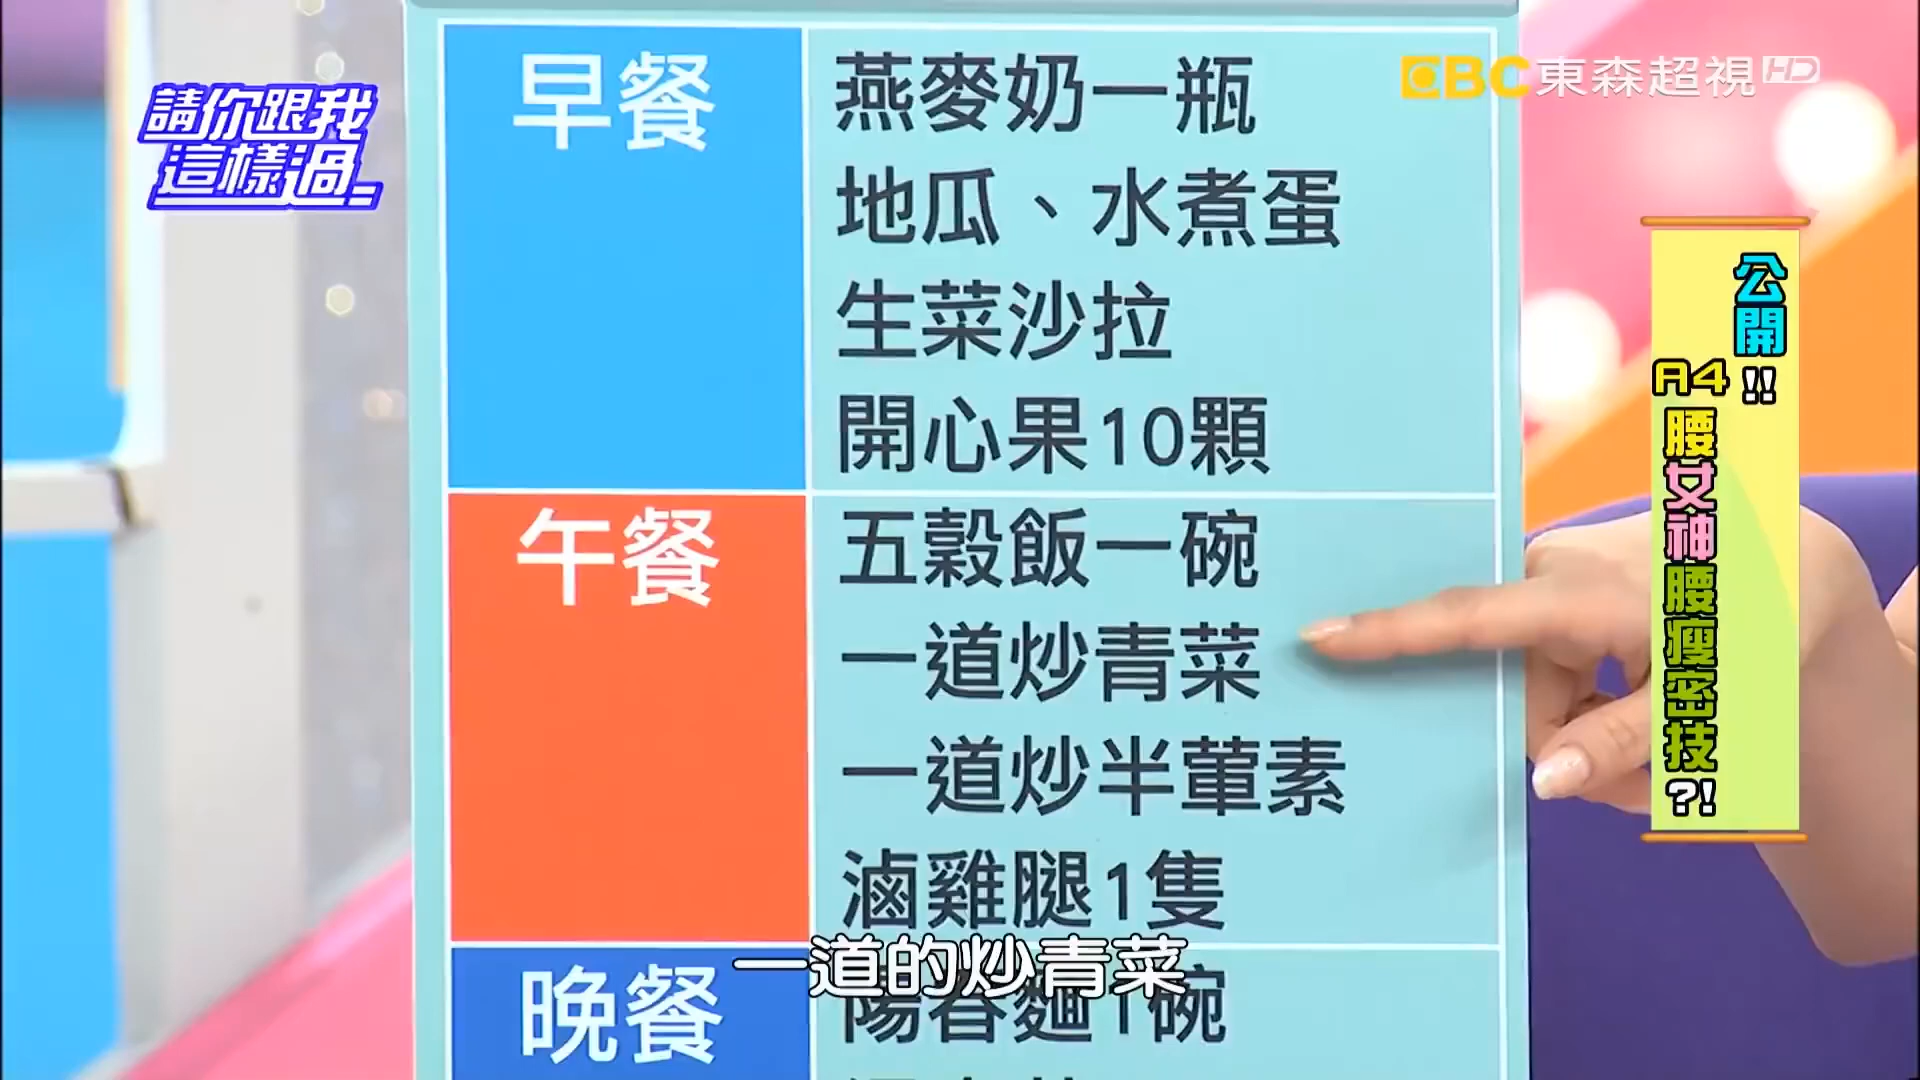 請你跟我
這樣過
EBC東森超視HD
早餐
燕麥奶一瓶
地瓜、水煮蛋
生菜沙拉
開心果10顆
午餐
五穀飯一碗
一道炒青菜
一道炒半葷素
滷雞腿1隻
晚餐
陽春麵1碗
一道的炒青菜
公開!!
A4腰女神腰瘦密技?!